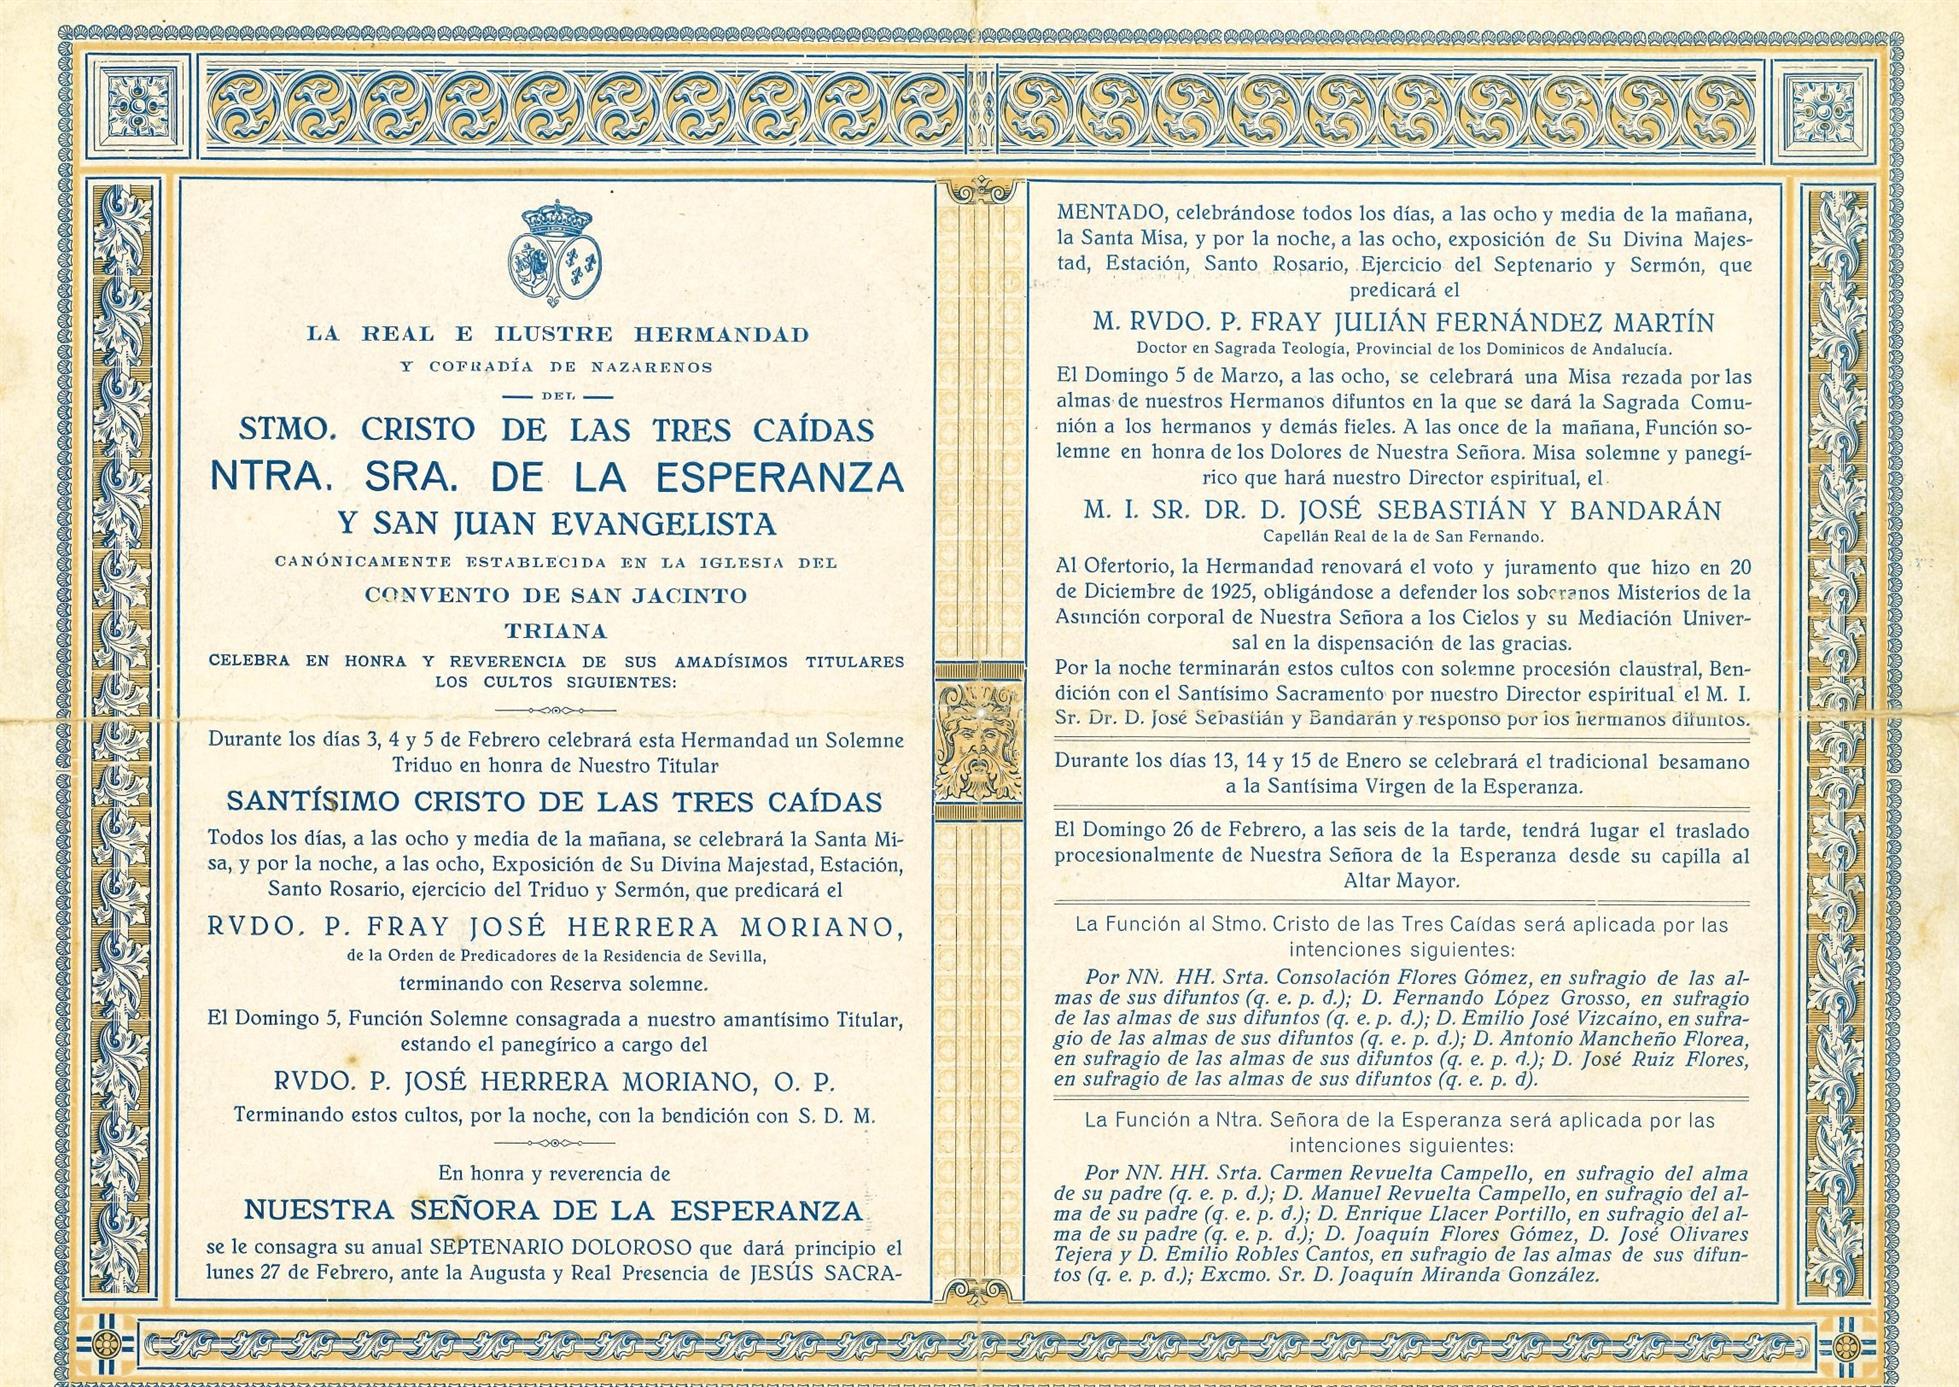 LA REAL E ILUSTRE HERMANDAD
Y COFRADÍA DE NAZARENOS
DEL
STMO. CRISTO DE LAS TRES CAÍDAS
NTRA. SRA. DE LA ESPERANZA
Y SAN JUAN EVANGELISTA
CANÓNICAMENTE ESTABLECIDA EN LA IGLESIA DEL
CONVENTO DE SAN JACINTO
TRIANA
CELEBRA EN HONRA Y REVERENCIA DE SUS AMADÍSIMOS TITULARES
LOS CULTOS SIGUIENTES:
Durante los días 3, 4 y 5 de Febrero celebrará esta Hermandad un Solemne
Triduo en honra de Nuestro Titular
SANTÍSIMO CRISTO DE LAS TRES CAÍDAS
Todos los días, a las ocho y media de la mañana, se celebrará la Santa Mi-
sa, y por la noche, a las ocho, Exposición de Su Divina Majestad, Estación,
Santo Rosario, ejercicio del Triduo y Sermón, que predicará el
RVDO. P. FRAY JOSÉ HERRERA MORIANO,
de la Orden de Predicadores de la Residencia de Sevilla,
terminando con Reserva solemne.
El Domingo 5, Función Solemne consagrada a nuestro amantísimo Titular,
estando el panegírico a cargo del
RVDO. P. JOSÉ HERRERA MORIANO, O. P.
Terminando estos cultos, por la noche, con la bendición con S. D. M.
En honra y reverencia de
NUESTRA SEÑORA DE LA ESPERANZA
se le consagra su anual SEPTENARIO DOLOROSO que dará principio el
lunes 27 de Febrero, ante la Augusta y Real Presencia de JESÚS SACRA-
MENTADO, celebrándose todos los días, a las ocho y media de la mañana,
la Santa Misa, y por la noche, a las ocho, exposición de Su Divina Majes-
tad, Estación, Santo Rosario, Ejercicio del Septenario y Sermón, que
predicará el
M. RVDO. P. FRAY JULIÁN FERNÁNDEZ MARTÍN
Doctor en Sagrada Teología, Provincial de los Dominicos de Andalucía.
El Domingo 5 de Marzo, a las ocho, se celebrará una Misa rezada por las
almas de nuestros Hermanos difuntos en la que se dará la Sagrada Comu-
nión a los hermanos y demás fieles. A las once de la mañana, Función so-
lemne en honra de los Dolores de Nuestra Señora. Misa solemne y panegí-
rico que hará nuestro Director espiritual, el
M. I. SR. DR. D. JOSÉ SEBASTIÁN Y BANDARÁN
Capellán Real de la de San Fernando.
Al Ofertorio, la Hermandad renovará el voto y juramento que hizo en 20
de Diciembre de 1925, obligándose a defender los soberanos Misterios de la
Asunción corporal de Nuestra Señora a los Cielos y su Mediación Univer-
sal en la dispensación de las gracias.
Por la noche terminarán estos cultos con solemne procesión claustral, Ben-
dición con el Santísimo Sacramento por nuestro Director espiritual el M. I.
Sr. Dr. D. José Sebastián y Bandarán y responso por los hermanos difuntos.
Durante los días 13, 14 y 15 de Enero se celebrará el tradicional besamano
a la Santísima Virgen de la Esperanza.
El Domingo 26 de Febrero, a las seis de la tarde, tendrá lugar el traslado
procesionalmente de Nuestra Señora de la Esperanza desde su capilla al
Altar Mayor.
La Función al Stmo. Cristo de las Tres Caídas será aplicada por las
intenciones siguientes:
Por NN. HH. Srta. Consolación Flores Gómez, en sufragio de las al-
mas de sus difuntos (q. e. p. d.); D. Fernando López Grosso, en sufragio
de las almas de sus difuntos (q. e. p. d.); D. Emilio José Vizcaíno, en sufra-
gio de las almas de sus difuntos (q. e. p. d.); D. Antonio Mancheño Florea,
en sufragio de las almas de sus difuntos (q. e. p. d.); D. José Ruiz Flores,
en sufragio de las almas de sus difuntos (q. e. p. d).
La Función a Ntra. Señora de la Esperanza será aplicada por las
intenciones siguientes:
Por NN. HH. Srta. Carmen Revuelta Campello, en sufragio del alma
de su padre (q. e. p. d.); D. Manuel Revuelta Campello, en sufragio del al-
ma de su padre (q. e. p. d.); D. Enrique Llacer Portillo, en sufragio del al-
ma de su padre (q. e. p. d.); D. Joaquín Flores Gómez, D. José Olivares
Tejera y D. Emilio Robles Cantos, en sufragio de las almas de sus difun-
tos (q. e. p. d.); Excmo. Sr. D. Joaquín Miranda González.